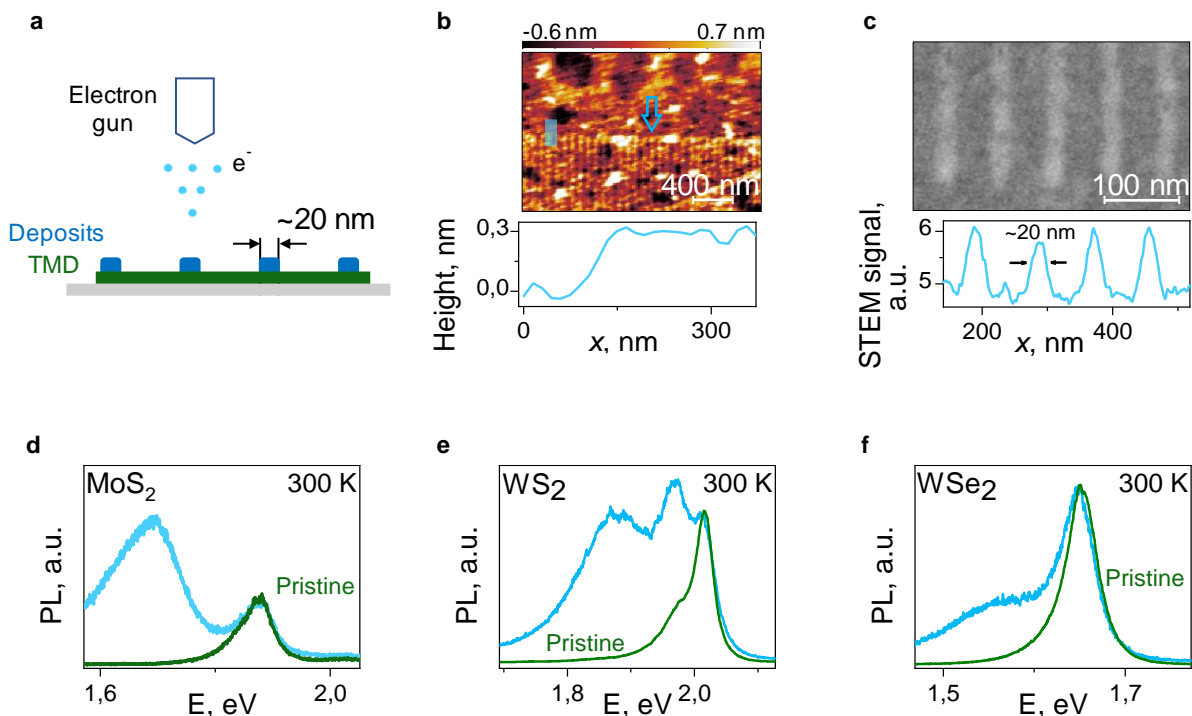 a
Electron
gun
e-
~20 nm
Deposits
TMD
b
-0.6 nm 0.7 nm
400 nm
Height, nm
0,3
0,0
0 300
x, nm
c
100 nm
STEM signal,
a.u.
6
5
~20 nm
200 400
x, nm
d
MoS2 300 K
Pristine
PL, a.u.
1,6 2,0
E, eV
e
WS2 300 K
Pristine
PL, a.u.
1,8 2,0
E, eV
f
WSe2 300 K
Pristine
PL, a.u.
1,5 1,7
E, eV